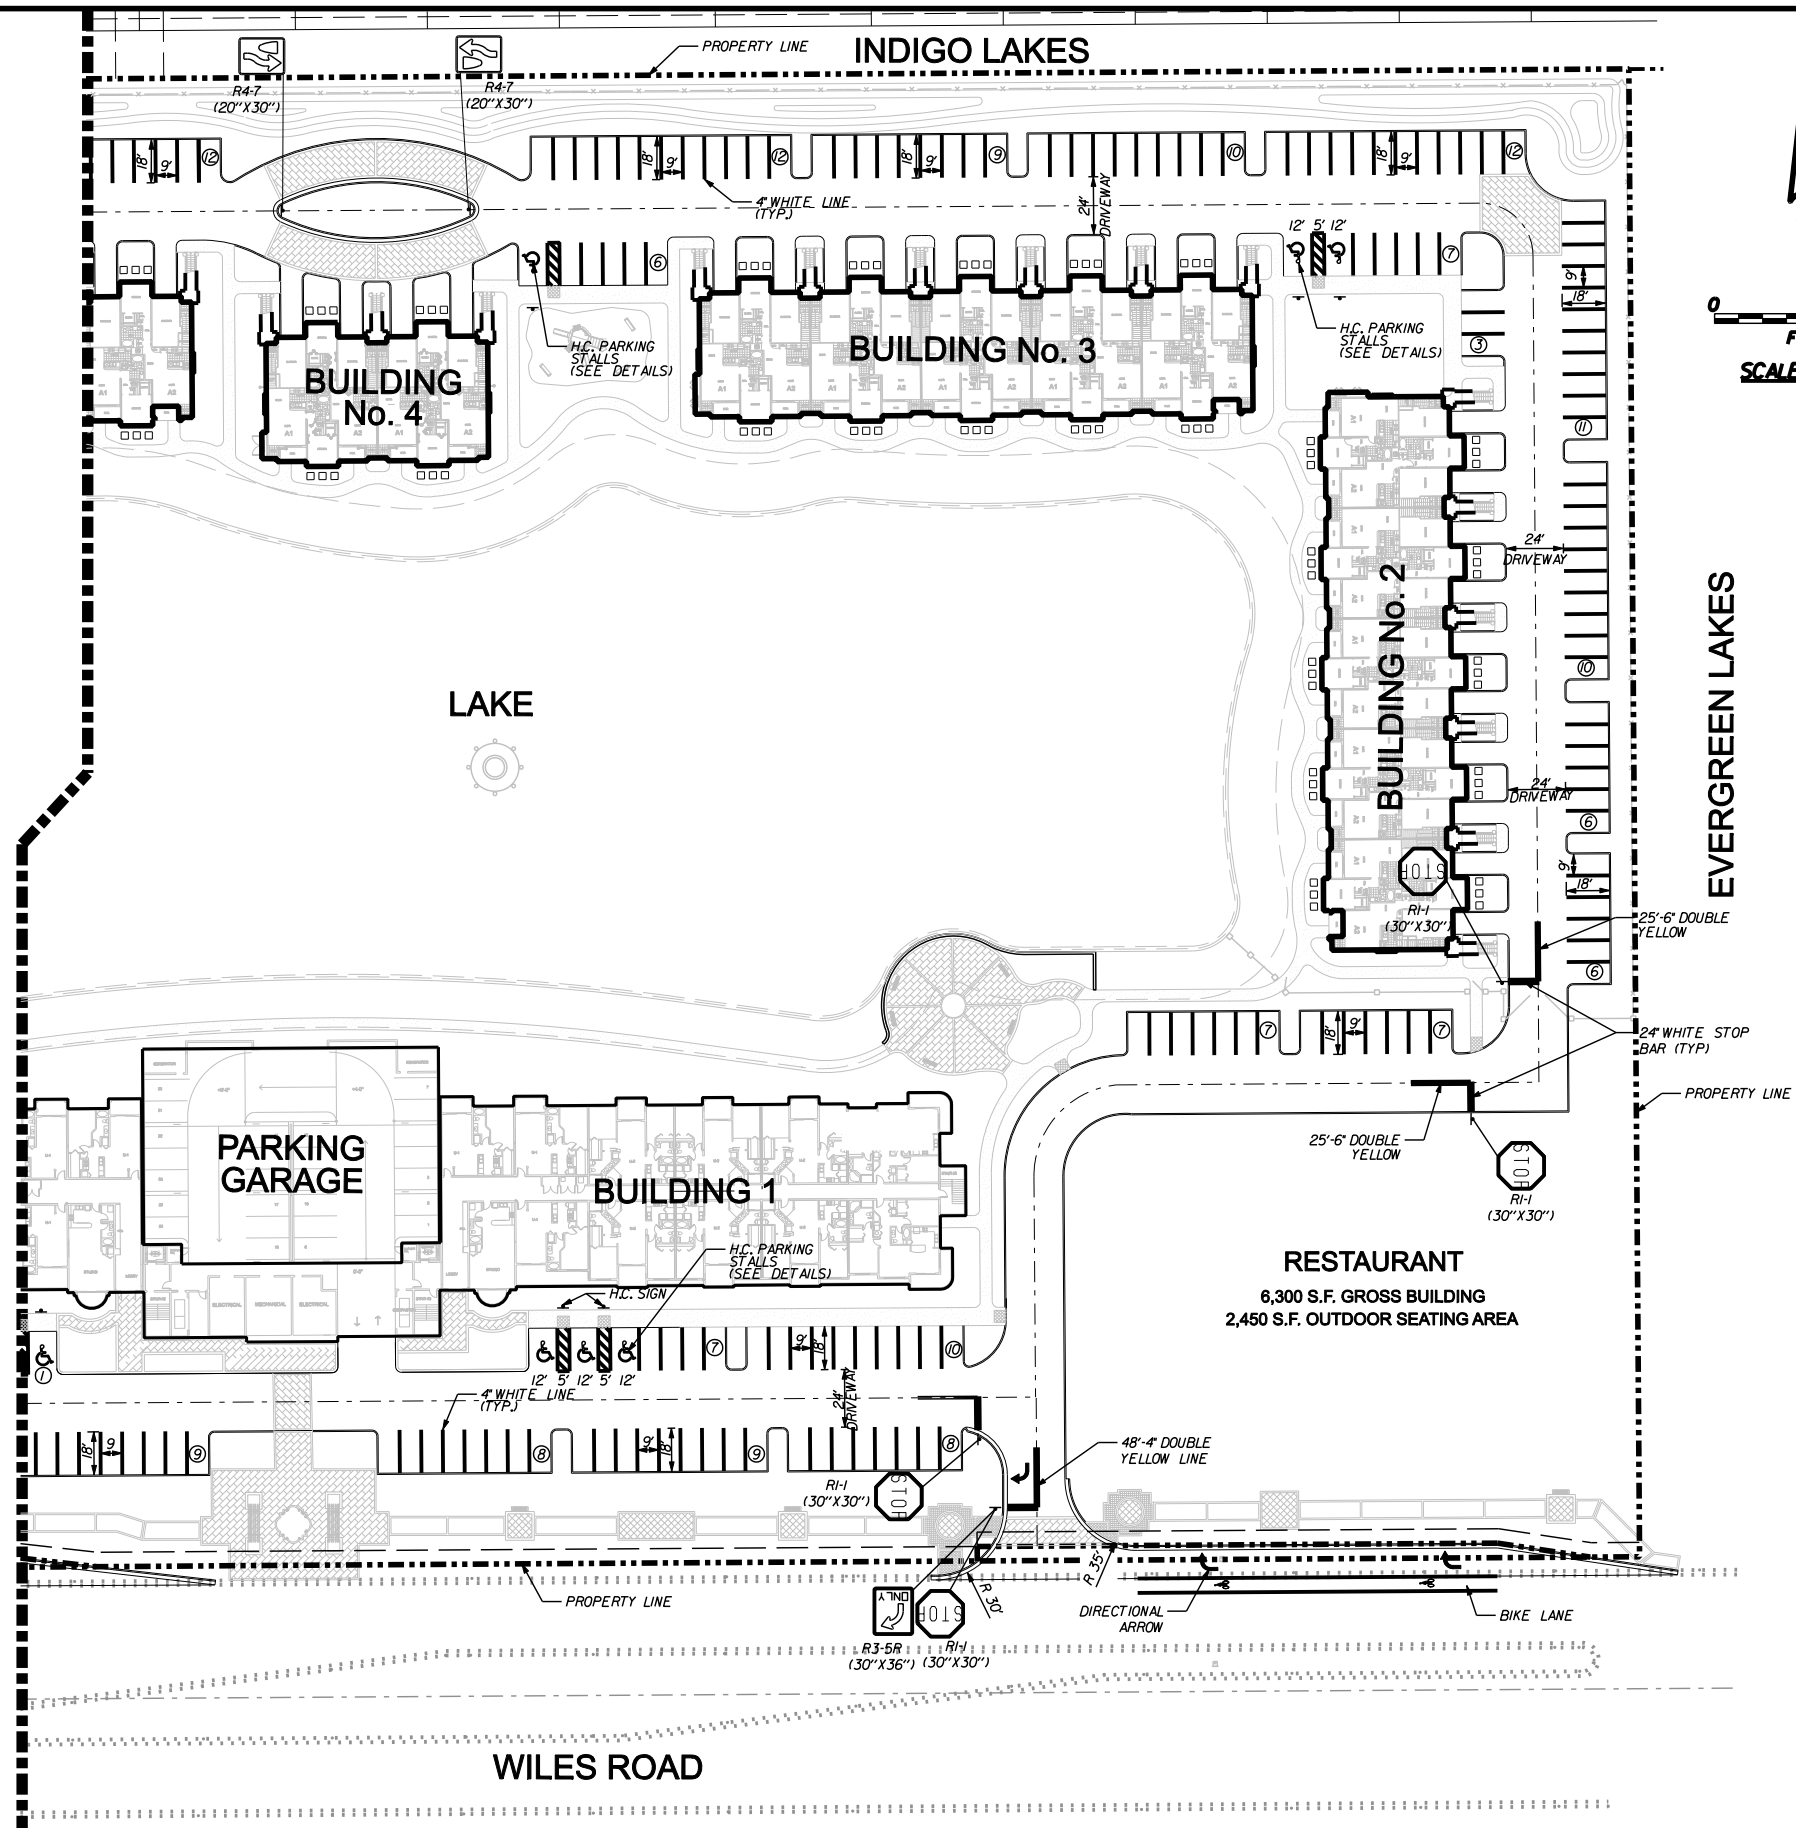 INDIGO LAKES
PROPERTY LINE
R4-7
(20"X30")
R4-7
(20"X30")
12
18'
9'
12
18'
9'
9
18'
9'
10
12
18'
9'
4" WHITE LINE
(TYP.)
24'
DRIVEWAY
6
12' 5' 12'
7
9'
18'
0
SCALE
H.C. PARKING
STALLS
(SEE DETAILS)
H.C. PARKING
STALLS
(SEE DETAILS)
3
BUILDING No. 3
BUILDING
No. 4
11
24'
DRIVEWAY
BUILDING No. 2
EVERGREEN LAKES
10
LAKE
24'
DRIVEWAY
6
9'
18'
STOP
R1-1
(30"X30")
25'-6" DOUBLE
YELLOW
6
7
18'
9'
7
24" WHITE STOP
BAR (TYP)
PROPERTY LINE
25'-6" DOUBLE
YELLOW
STOP
R1-1
(30"X30")
PARKING
GARAGE
BUILDING 1
H.C. PARKING
STALLS
(SEE DETAILS)
H.C. SIGN
ELECTRICAL
MECHANICAL
ELECTRICAL
RESTAURANT
6,300 S.F. GROSS BUILDING
2,450 S.F. OUTDOOR SEATING AREA
1
7
9'
18'
10
12' 5' 12' 5' 12'
4" WHITE LINE
(TYP.)
24'
DRIVEWAY
18'
9
9
8
9'
18'
9
8
48'-4" DOUBLE
YELLOW LINE
R1-1
(30"X30")
STOP
R 35'
R 30'
PROPERTY LINE
DIRECTIONAL
ARROW
BIKE LANE
ONLY
STOP
R3-5R
(30"X36")
R1-1
(30"X30")
WILES ROAD